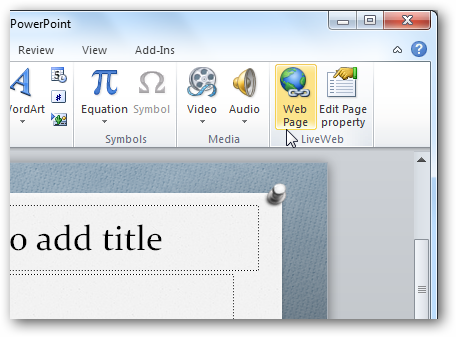 PowerPoint
Review View Add-Ins
WordArt Equation Symbol Video Audio Web Page Edit Page property
Symbols Media LiveWeb
o add title